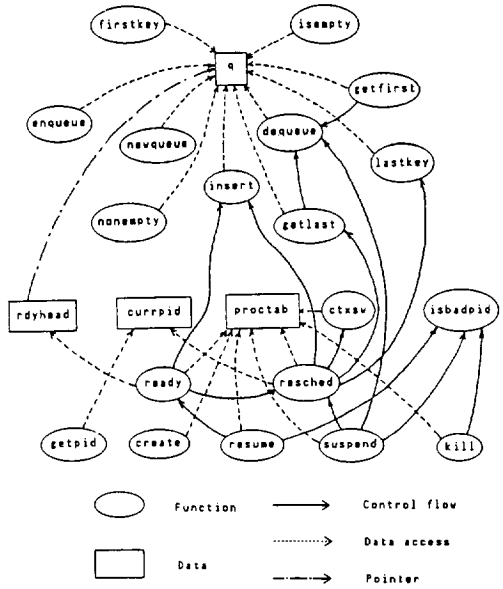 firstkey
isempty
q
getfirst
enqueue
newqueue
dequeue
lastkey
insert
nonempty
getlast
rdyhead
currpid
proctab
ctxsw
isbadpid
ready
resched
getpid
create
resume
suspend
kill
Function
Control flow
Data access
Data
Pointer